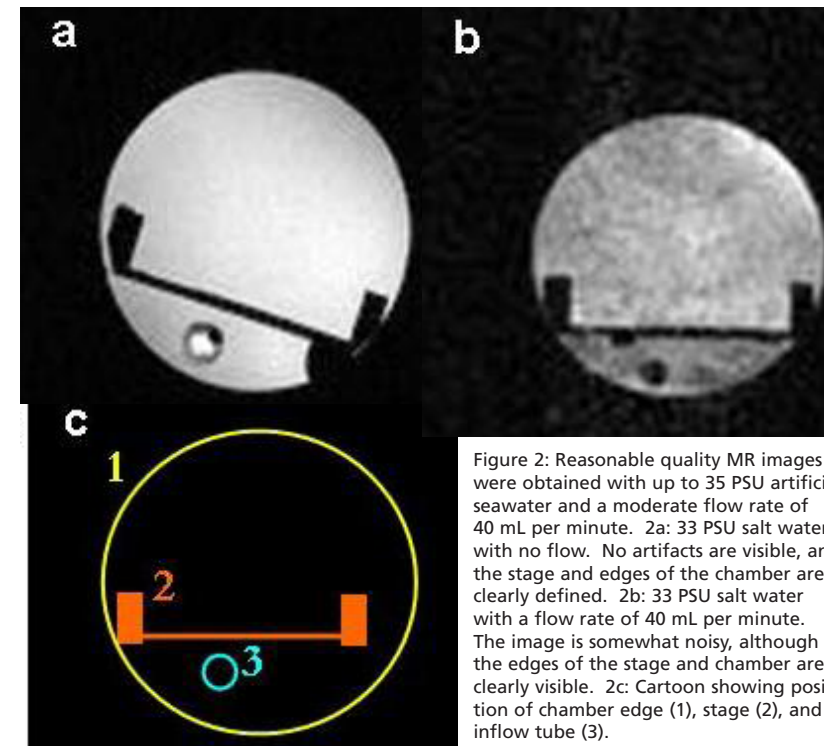 a
b
c
1
2
3
Figure 2: Reasonable quality MR images
were obtained with up to 35 PSU
seawater and a moderate flow rate of
40 mL per minute. 2a: 33 PSU salt water
with no flow. No artifacts are visible,
the stage and edges of the chamber are
clearly defined. 2b: 33 PSU salt water
with a flow rate of 40 mL per minute.
The image is somewhat noisy, although
the edges of the stage and chamber are
clearly visible. 2c: Cartoon showing posi-
tion of chamber edge (1), stage (2), and
inflow tube (3).